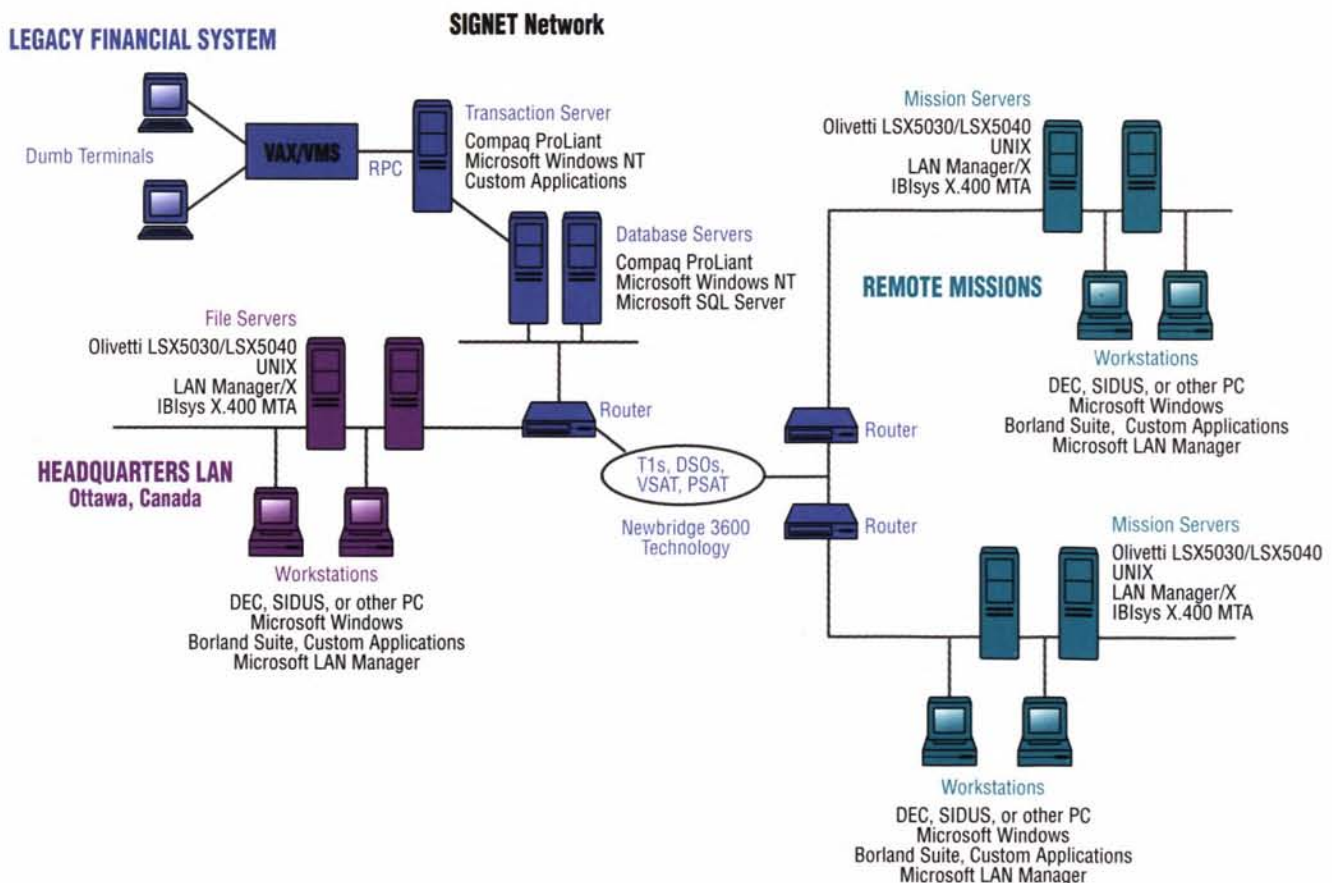 SIGNET Network
LEGACY FINANCIAL SYSTEM
Dumb Terminals
VAX/VMS
RPC
Transaction Server
Compaq ProLiant
Microsoft Windows NT
Custom Applications
Database Servers
Compaq ProLiant
Microsoft Windows NT
Microsoft SQL Server
File Servers
Olivetti LSX5030/LSX5040
UNIX
LAN Manager/X
IBIsys X.400 MTA
Router
HEADQUARTERS LAN
Ottawa, Canada
Workstations
DEC, SIDUS, or other PC
Microsoft Windows
Borland Suite, Custom Applications
Microsoft LAN Manager
T1s, DSOs,
VSAT, PSAT
Newbridge 3600
Technology
Mission Servers
Olivetti LSX5030/LSX5040
UNIX
LAN Manager/X
IBIsys X.400 MTA
REMOTE MISSIONS
Workstations
DEC, SIDUS, or other PC
Microsoft Windows
Borland Suite, Custom Applications
Microsoft LAN Manager
Router
Router
Mission Servers
Olivetti LSX5030/LSX5040
UNIX
LAN Manager/X
IBIsys X.400 MTA
Workstations
DEC, SIDUS, or other PC
Microsoft Windows
Borland Suite, Custom Applications
Microsoft LAN Manager